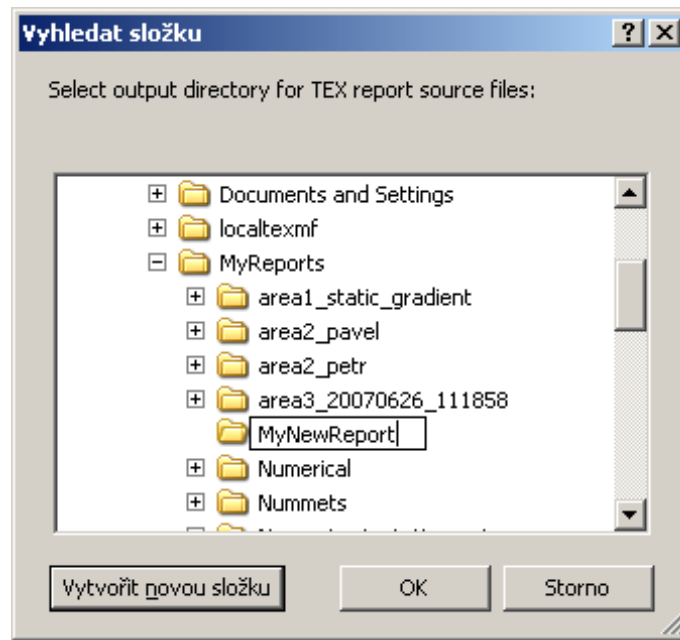 Vyhledat složku
Select output directory for TEX report source files:
Documents and Settings
localtexmf
MyReports
area1_static_gradient
area2_pavel
area2_petr
area3_20070626_111858
MyNewReport
Numerical
Nummets
Vytvořit novou složku
OK
Storno